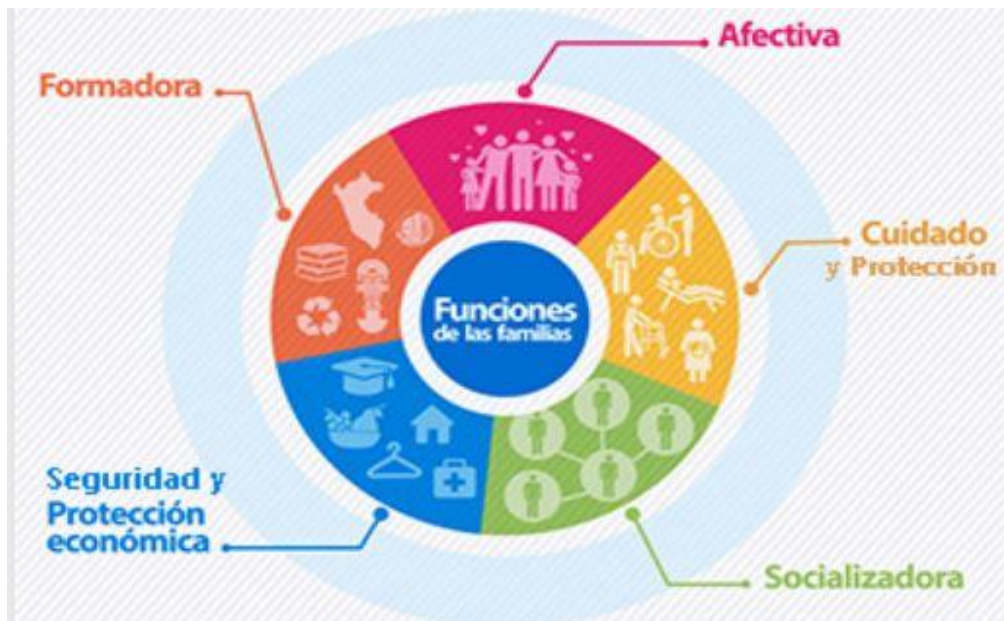 Afectiva
Formadora
Cuidado
y Protección
Funciones
de las familias
Seguridad y
Protección
económica
Socializadora